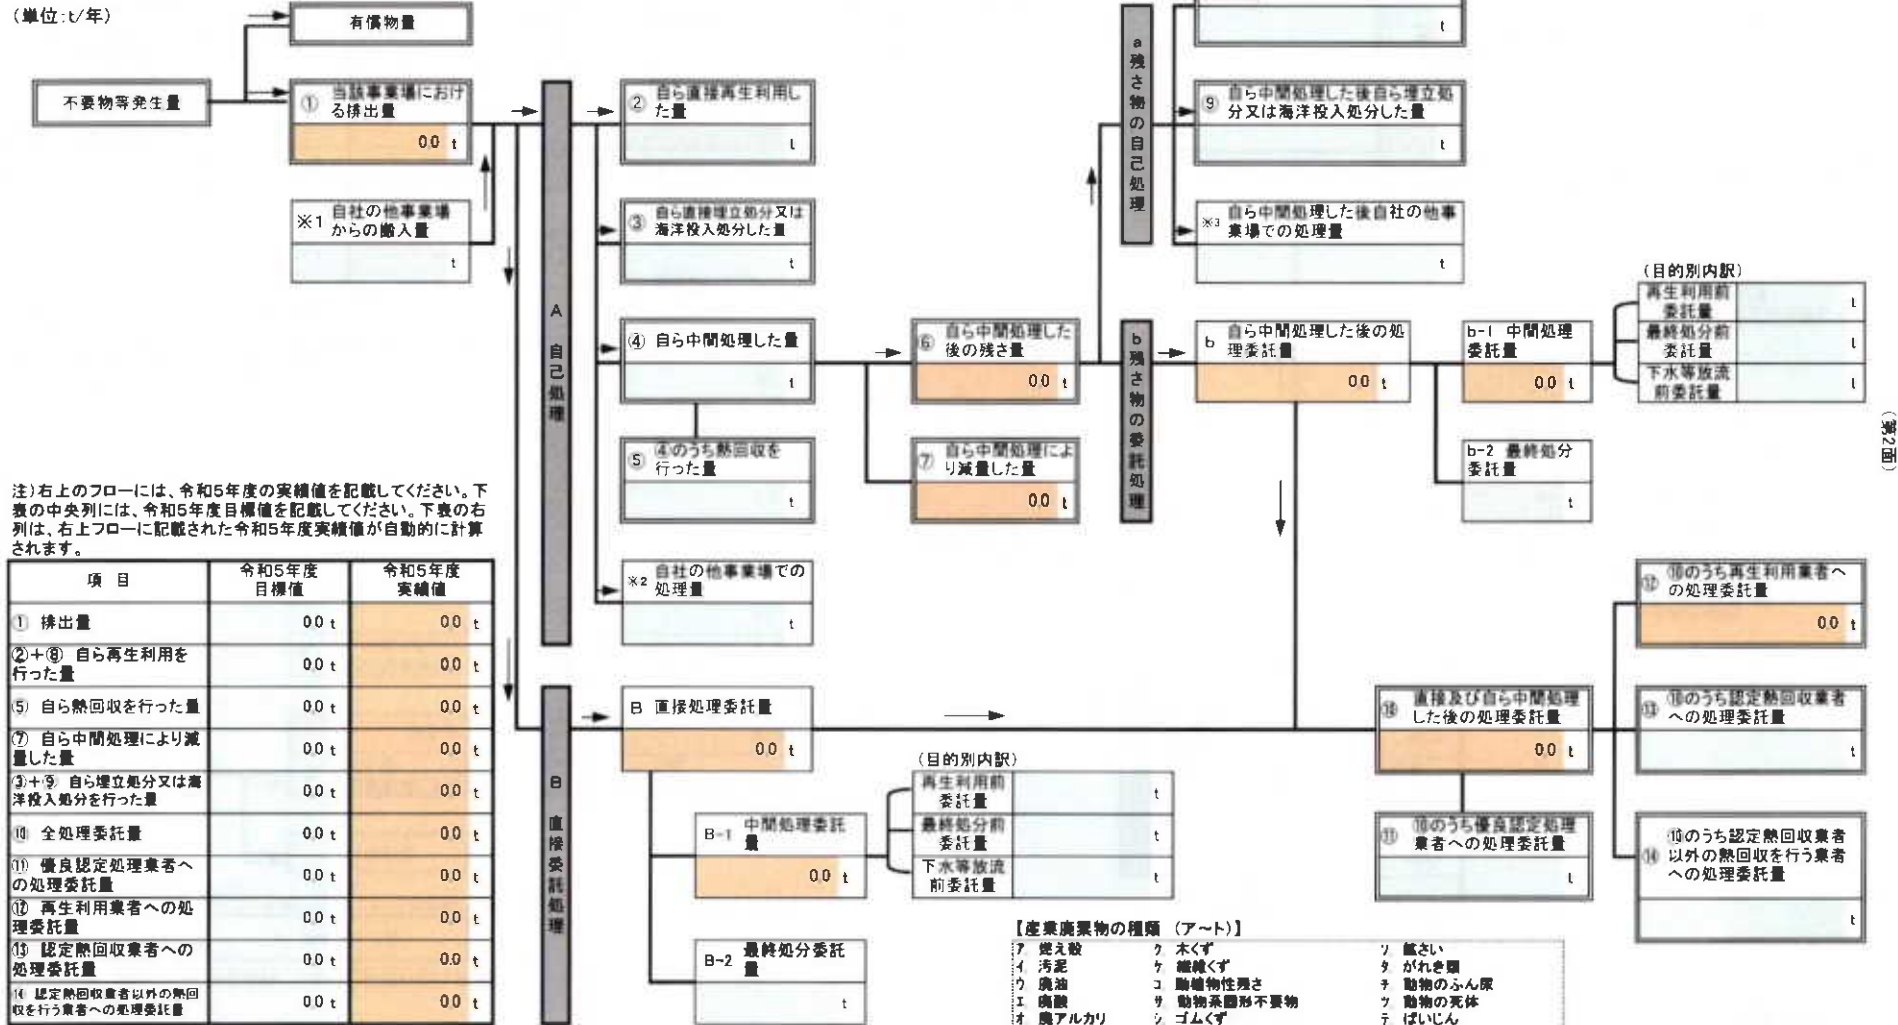 (単位:t/年)
有償物量
不要物等発生量
① 当該事業場におけ
る排出量
0.0 t
※1 自社の他事業場
からの搬入量
t
A 自己処理
② 自ら直接再生利用し
た量
t
③ 自ら直接埋立処分又は
海洋投入処分した量
t
④ 自ら中間処理した量
t
⑤ ④のうち熱回収を
行った量
t
※2 自社の他事業場での
処理量
t
⑥ 自ら中間処理した
後の残さ量
0.0 t
⑦ 自ら中間処理によ
り減量した量
0.0 t
a 残さ物の自己処理
t
⑨ 自ら中間処理した後自ら埋立処
分又は海洋投入処分した量
t
※3 自ら中間処理した後自社の他事
業場での処理量
t
b 残さ物の委託処理
b 自ら中間処理した後の処
理委託量
0.0 t
b-1 中間処理
委託量
0.0 t
(目的別内訳)
再生利用前
委託量 t
最終処分前
委託量 t
下水等放流
前委託量 t
b-2 最終処分
委託量
t
(第2面)
注)右上のフローには、令和5年度の実績値を記載してください。下
表の中央列には、令和5年度目標値を記載してください。下表の右
列は、右上フローに記載された令和5年度実績値が自動的に計算
されます。
項 目 令和5年度 目標値 令和5年度 実績値
① 排出量 0.0 t 0.0 t
②+⑧ 自ら再生利用を
行った量 0.0 t 0.0 t
⑤ 自ら熱回収を行った量 0.0 t 0.0 t
⑦ 自ら中間処理により減
量した量 0.0 t 0.0 t
③+⑨ 自ら埋立処分又は海
洋投入処分を行った量 0.0 t 0.0 t
⑩ 全処理委託量 0.0 t 0.0 t
⑪ 優良認定処理業者へ
の処理委託量 0.0 t 0.0 t
⑫ 再生利用業者への処
理委託量 0.0 t 0.0 t
⑬ 認定熱回収業者への
処理委託量 0.0 t 0.0 t
⑭ 認定熱回収業者以外の熱回
収を行う業者への処理委託量 0.0 t 0.0 t
B 直接委託処理
B 直接処理委託量
0.0 t
B-1 中間処理委託
量
0.0 t
(目的別内訳)
再生利用前
委託量 t
最終処分前
委託量 t
下水等放流
前委託量 t
B-2 最終処分委託
量
t
⑩ 直接及び自ら中間処理
した後の処理委託量
0.0 t
⑪ ⑩のうち優良認定処理
業者への処理委託量
t
⑫ ⑩のうち再生利用業者へ
の処理委託量
0.0 t
⑬ ⑩のうち認定熱回収業者
への処理委託量
t
⑭ ⑩のうち認定熱回収業者
以外の熱回収を行う業者
への処理委託量
t
【産業廃棄物の種類 (ア~ト)】
ア. 燃え殻 ク. 木くず ソ. 鉱さい
イ. 汚泥 ケ. 繊維くず タ. がれき類
ウ. 廃油 コ. 動植物性残さ チ. 動物のふん尿
エ. 廃酸 サ. 動物系固形不要物 ツ. 動物の死体
オ. 廃アルカリ シ. ゴムくず テ. ばいじん